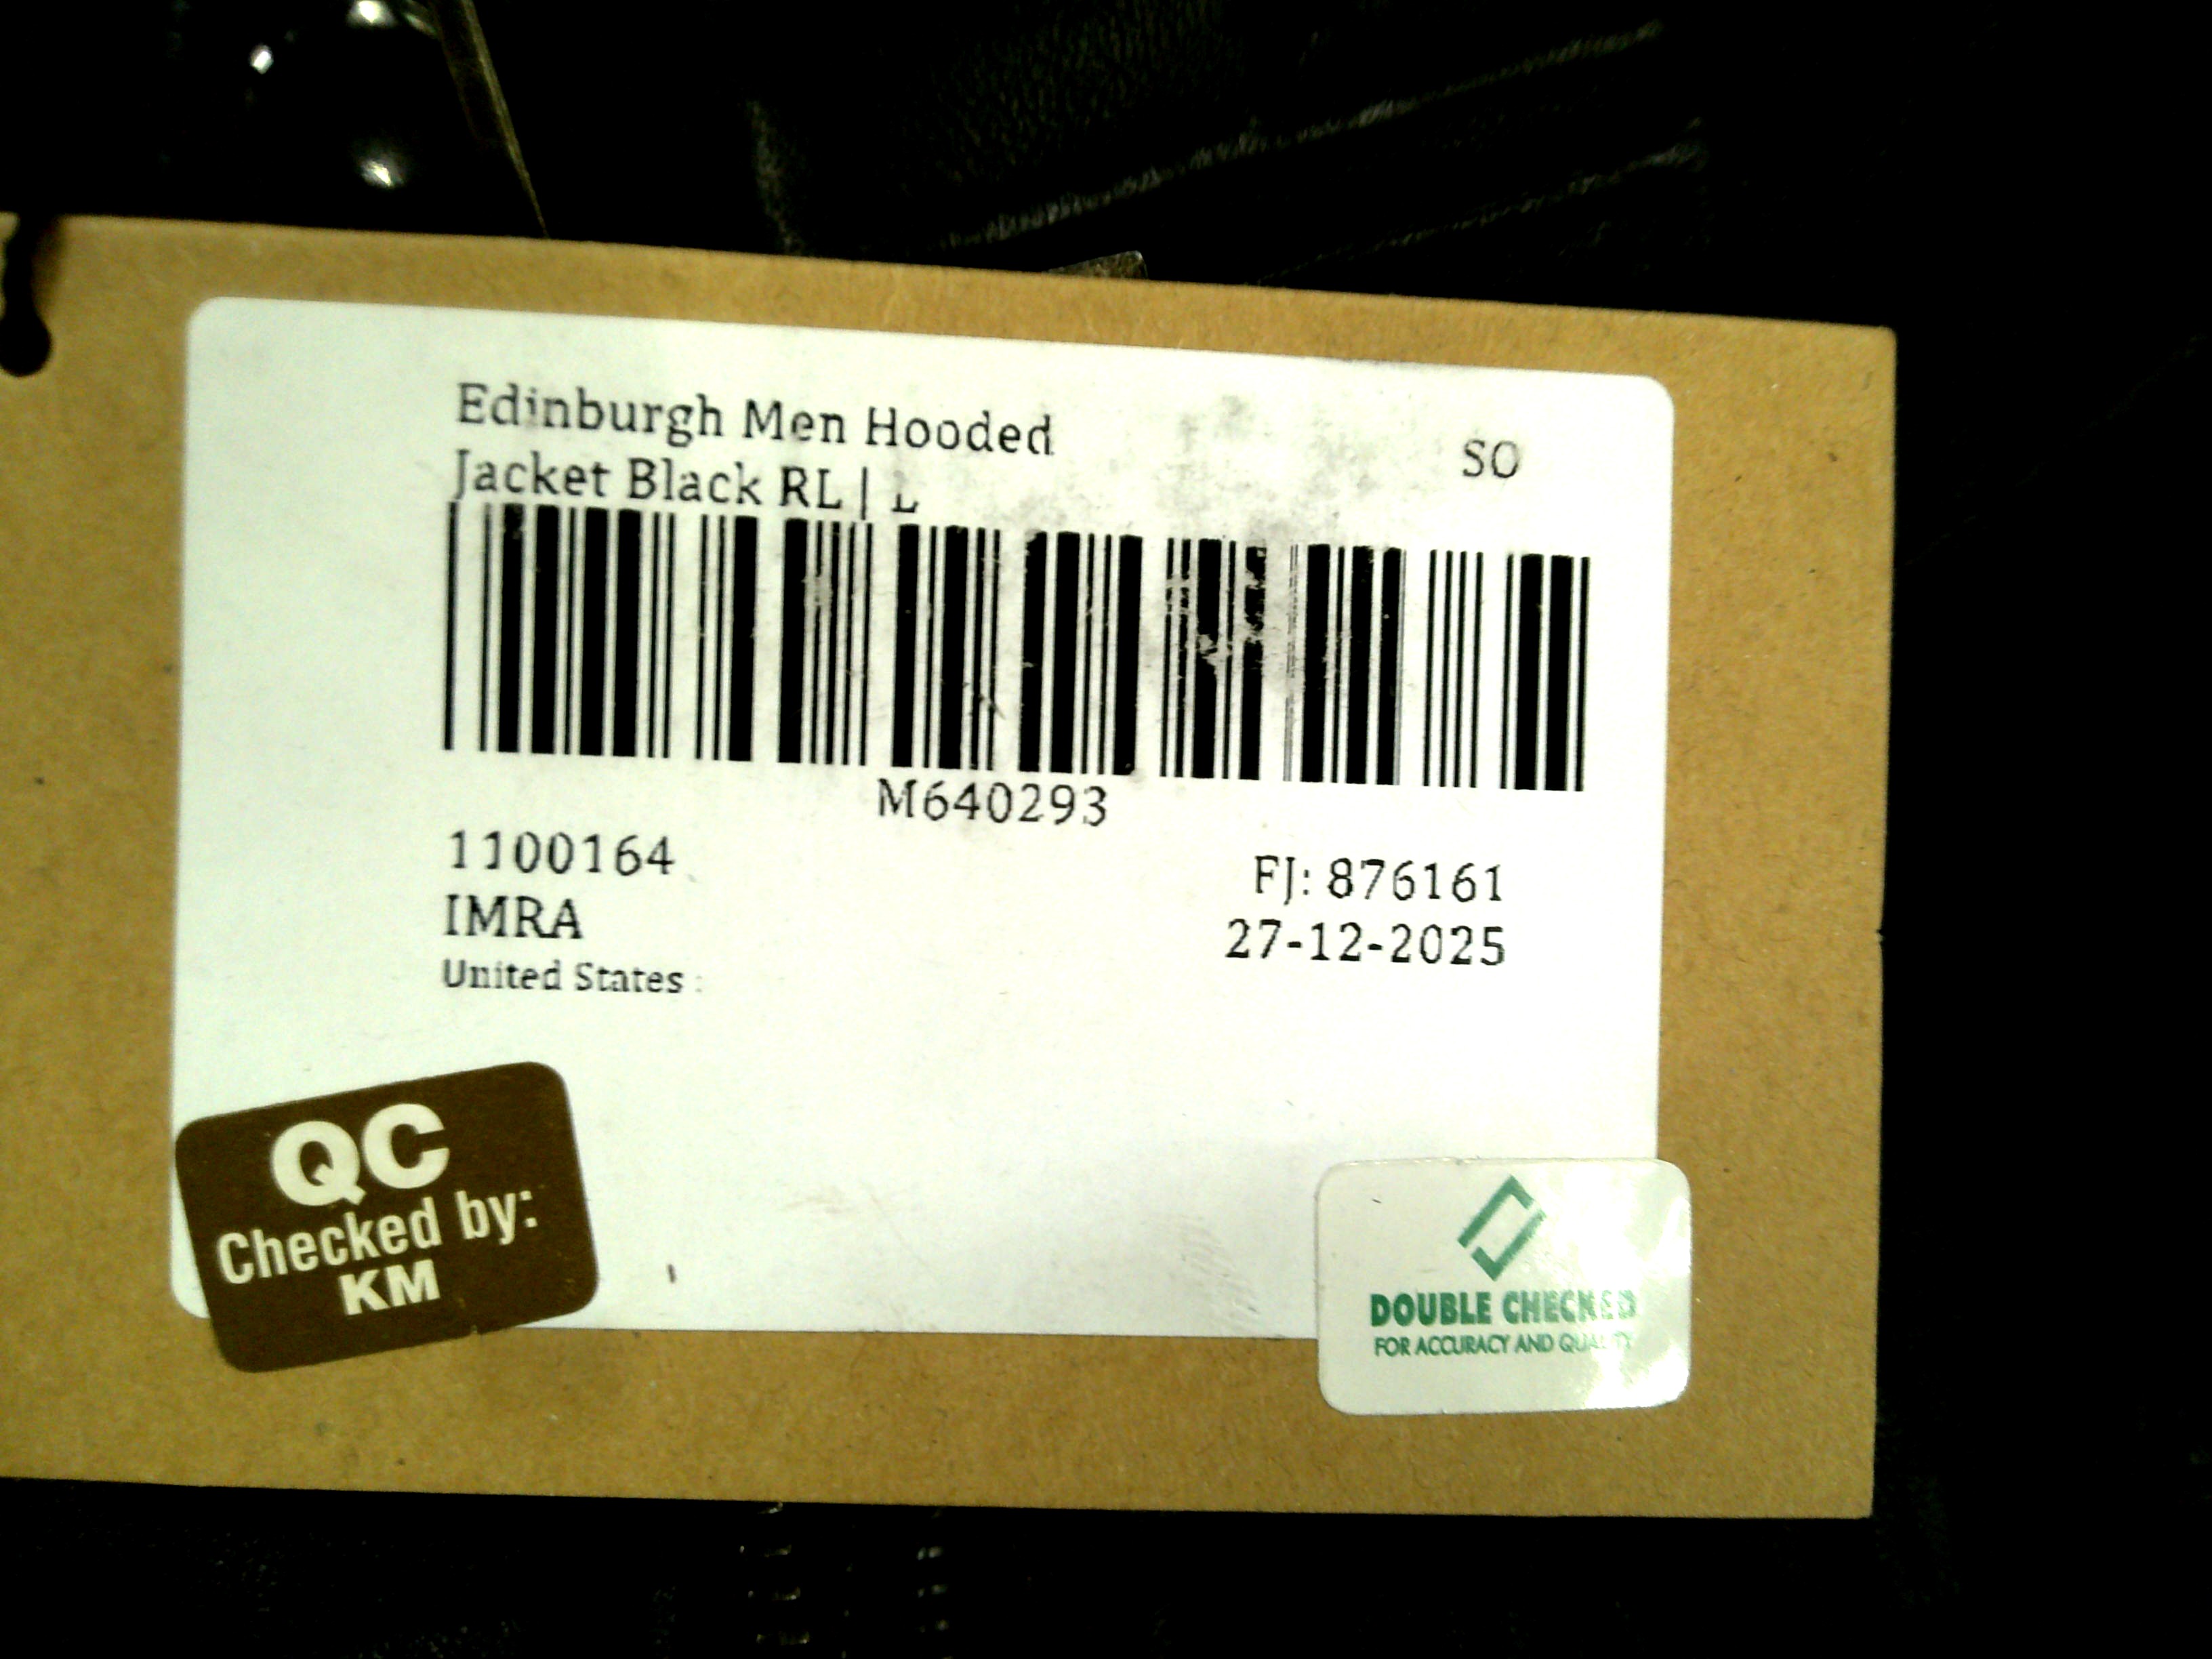 Edinburgh Men Hooded
Jacket Black RL | L
SO
M640293
1100164
FJ: 876161
IMRA
27-12-2025
United States :
QC
Checked by:
KM
DOUBLE CHECKED
FOR ACCURACY AND QUALITY